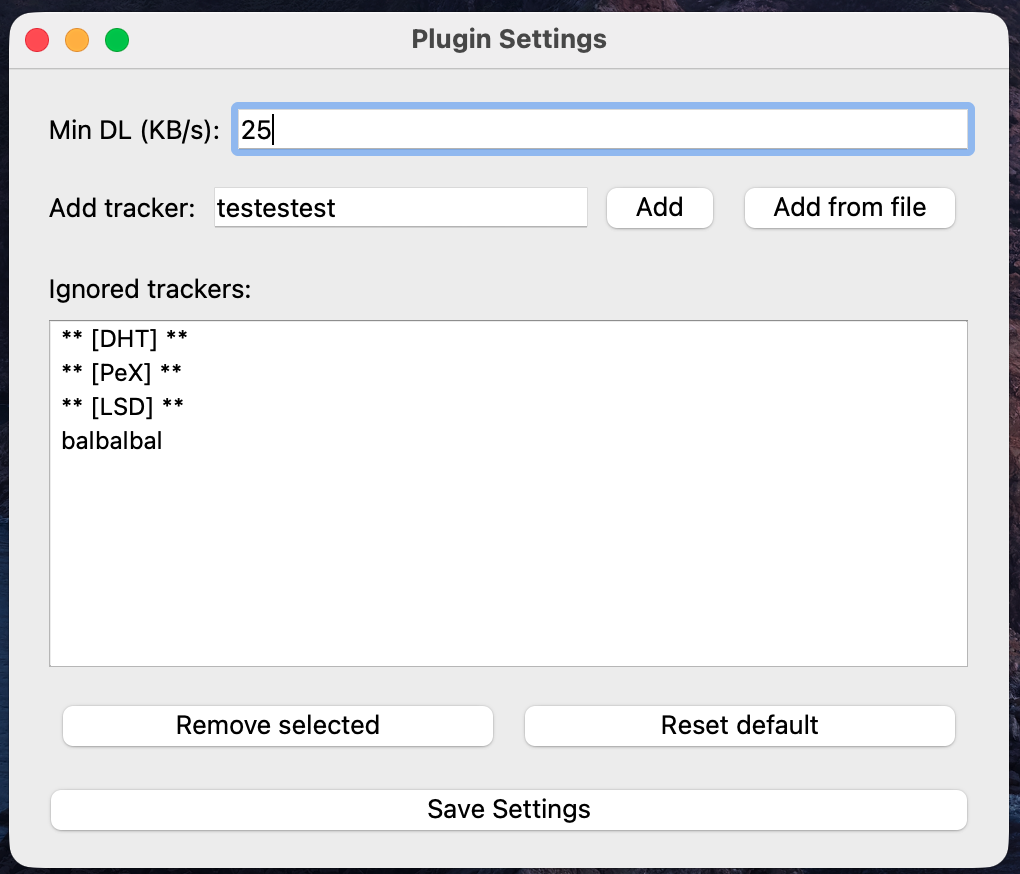 Plugin Settings
Min DL (KB/s): 25
Add tracker: testestest Add Add from file
Ignored trackers:
** [DHT] **
** [PeX] **
** [LSD] **
balbalbal
Remove selected Reset default
Save Settings